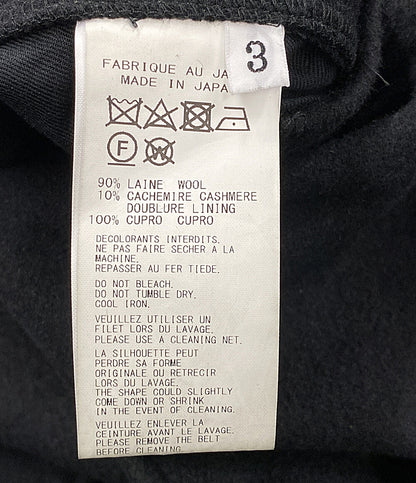 FABRIQUE AU JA
MADE IN JAPA
3
F
W
90% LAINE WOOL
10% CACHEMIRE CASHMERE
DOUBLURE LINING
100% CUPRO CUPRO
DECOLORANTS INTERDITS.
NE PAS FAIRE SECHER A LA
MACHINE.
REPASSER AU FER TIEDE.
DO NOT BLEACH.
DO NOT TUMBLE DRY.
COOL IRON.
VEUILLEZ UTILISER UN
FILET LORS DU LAVAGE.
PLEASE USE A CLEANING NET.
LA SILHOUETTE PEUT
PERDRE SA FORME
ORIGINALE OU RETRECIR
LORS DU LAVAGE.
THE SHAPE COULD SLIGHTLY
COME DOWN OR SHRINK
IN THE EVENT OF CLEANING.
VEUILLEZ ENLEVER LA
CEINTURE AVANT LE LAVAGE.
PLEASE REMOVE THE BELT
BEFORE CLEANING.